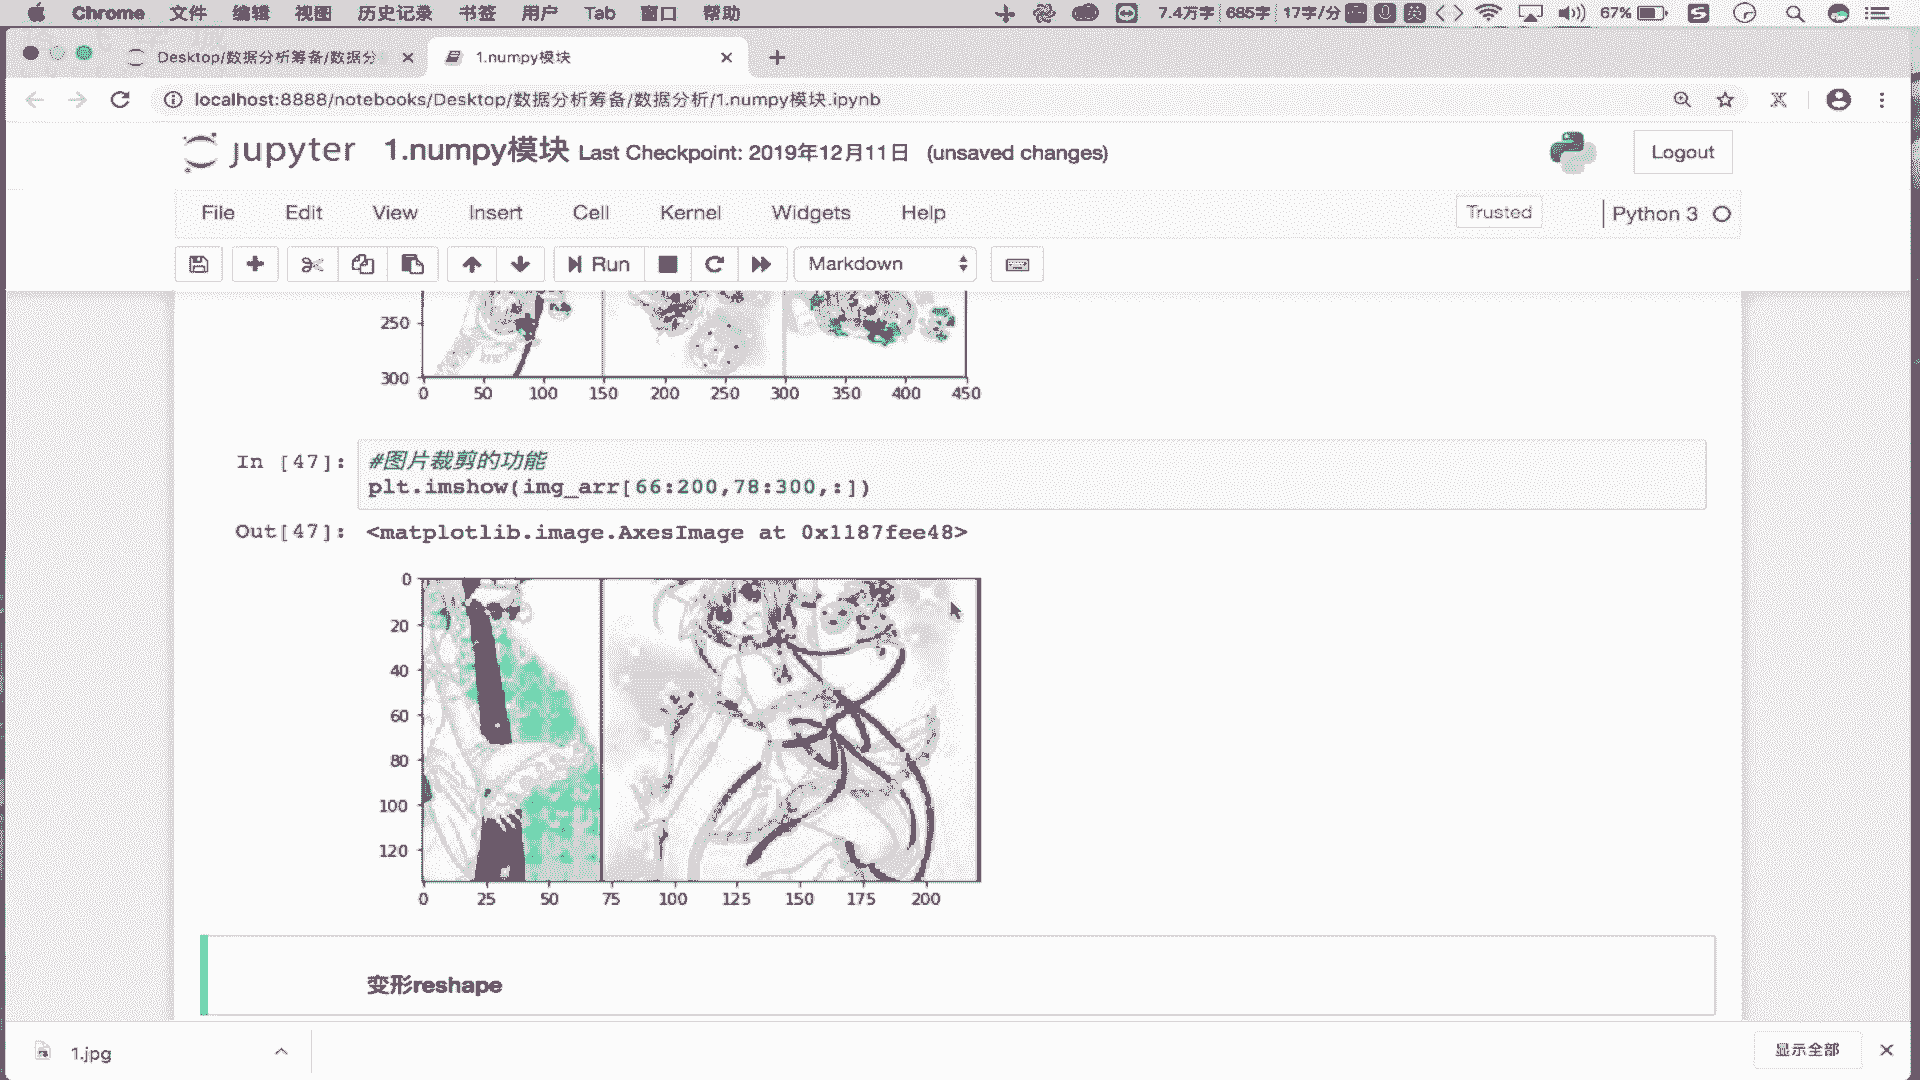 Chrome 文件 编辑 视图 历史记录 书签 用户 Tab 窗口 帮助 7.4万字 685字 17字/分 英 67% S
Desktop/数据分析筹备/数据分 1.numpy模块
localhost:8888/notebooks/Desktop/数据分析筹备/数据分析/1.numpy模块.ipynb
jupyter 1.numpy模块 Last Checkpoint: 2019年12月11日 (unsaved changes) Logout
File Edit View Insert Cell Kernel Widgets Help Trusted Python 3
Run Markdown
250
300
0 50 100 150 200 250 300 350 400 450
In [47]: #图片裁剪的功能
plt.imshow(img_arr[66:200,78:300,:])
Out[47]: <matplotlib.image.AxesImage at 0x1187fee48>
0
20
40
60
80
100
120
0 25 50 75 100 125 150 175 200
变形reshape
1.jpg 显示全部